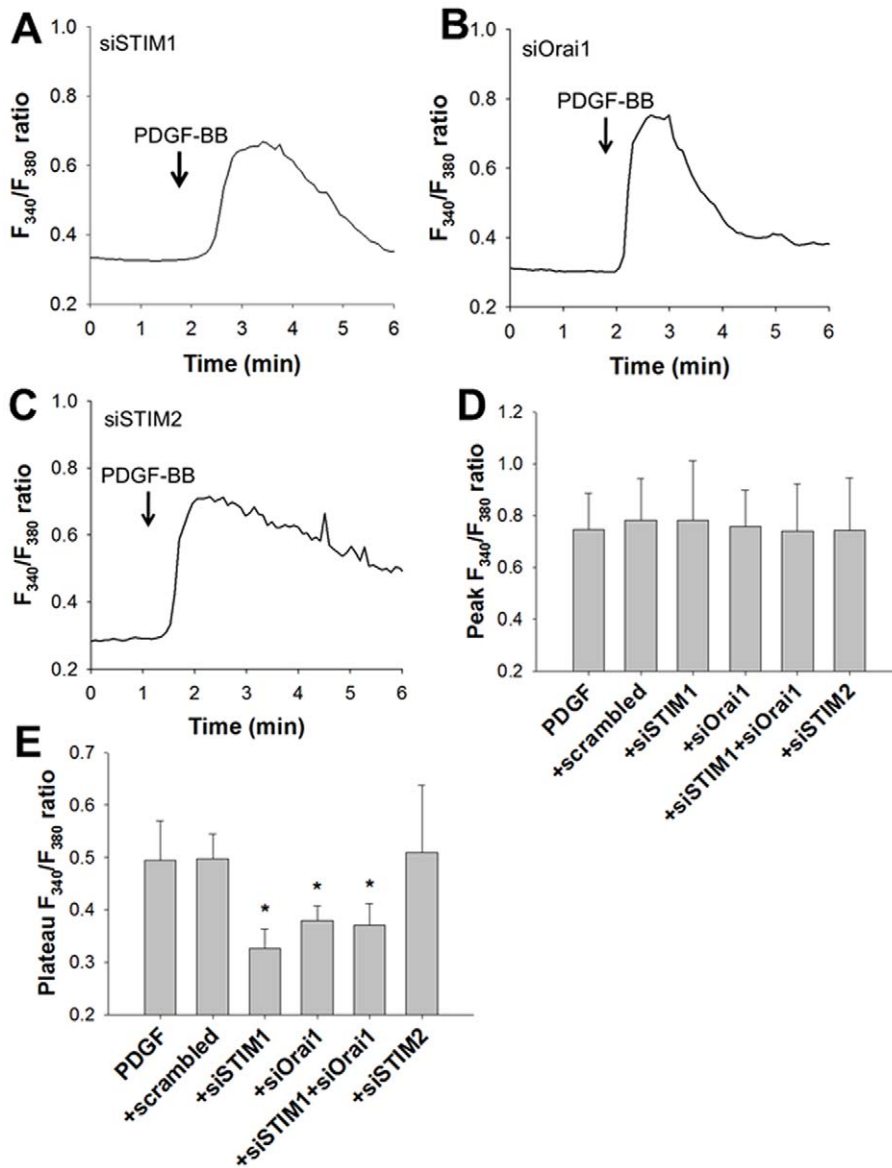 A
siSTIM1
PDGF-BB
F340/F380 ratio
1.0
0.8
0.6
0.4
0.2
0 1 2 3 4 5 6
Time (min)
B
siOrai1
PDGF-BB
F340/F380 ratio
1.0
0.8
0.6
0.4
0.2
0 1 2 3 4 5 6
Time (min)
C
siSTIM2
PDGF-BB
F340/F380 ratio
1.0
0.8
0.6
0.4
0.2
0 1 2 3 4 5 6
Time (min)
D
Peak F340/F380 ratio
1.2
1.0
0.8
0.6
0.4
0.2
PDGF
+scrambled
+siSTIM1
+siOrai1
+siSTIM1+siOrai1
+siSTIM2
E
Plateau F340/F380 ratio
0.7
0.6
0.5
0.4
0.3
0.2
* * *
PDGF
+scrambled
+siSTIM1
+siOrai1
+siSTIM1+siOrai1
+siSTIM2